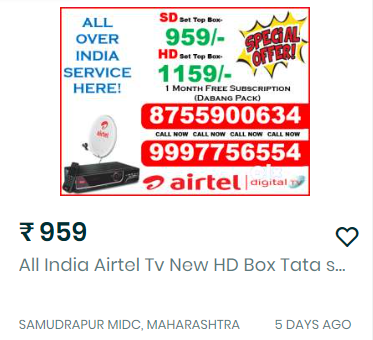 ALL
OVER
INDIA
SERVICE
HERE!
SD Set Top Box-
959/-
HD Set Top Box-
1159/-
SPECIAL
OFFER!
1 Month Free Subscription
(Dabang Pack)
8755900634
CALL NOW CALL NOW CALL NOW CALL NOW
9997756554
airtel digital TV
₹ 959
All India Airtel Tv New HD Box Tata s...
SAMUDRAPUR MIDC, MAHARASHTRA 5 DAYS AGO